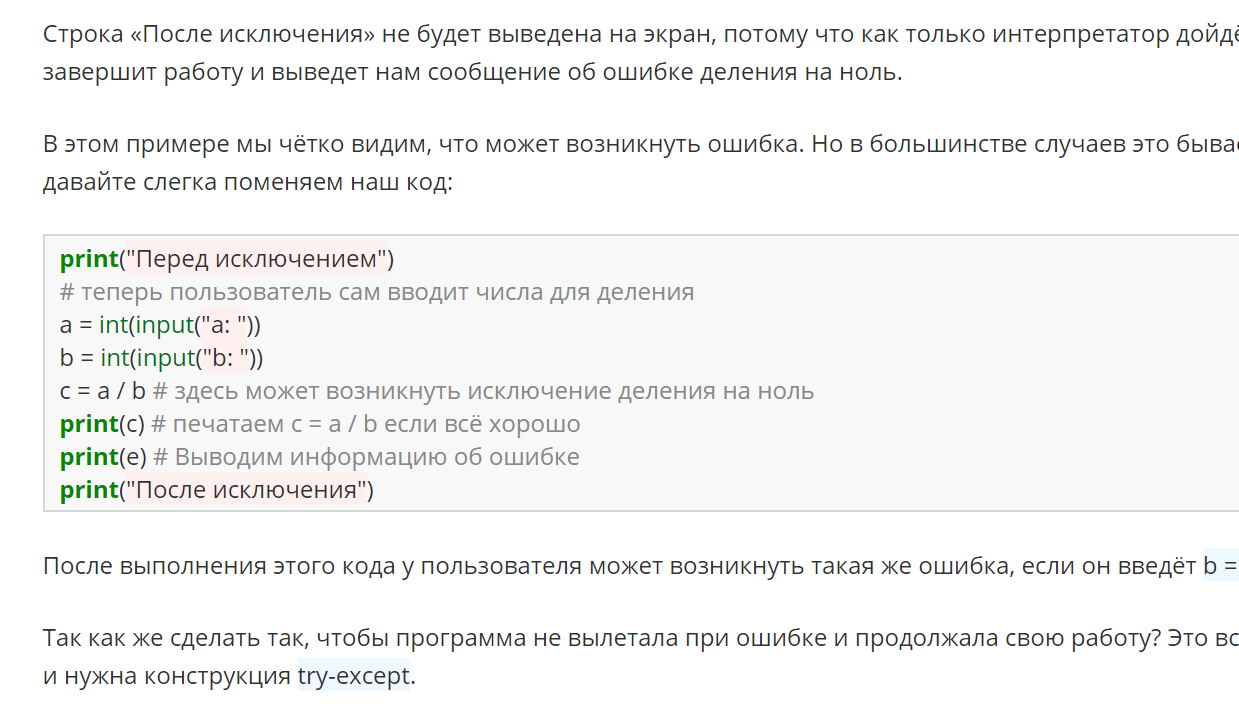 Строка «После исключения» не будет выведена на экран, потому что как только интерпретатор
завершит работу и выведет нам сообщение об ошибке деления на ноль.
В этом примере мы чётко видим, что может возникнуть ошибка. Но в большинстве случаев это
давайте слегка поменяем наш код:
print("Перед исключением")
# теперь пользователь сам вводит числа для деления
a = int(input("a: "))
b = int(input("b: "))
c = a / b # здесь может возникнуть исключение деления на ноль
print(c) # печатаем c = a / b если всё хорошо
print(e) # Выводим информацию об ошибке
print("После исключения")
После выполнения этого кода у пользователя может возникнуть такая же ошибка, если он введёт b =
Так как же сделать так, чтобы программа не вылетала при ошибке и продолжала свою работу? Это
и нужна конструкция try-except.